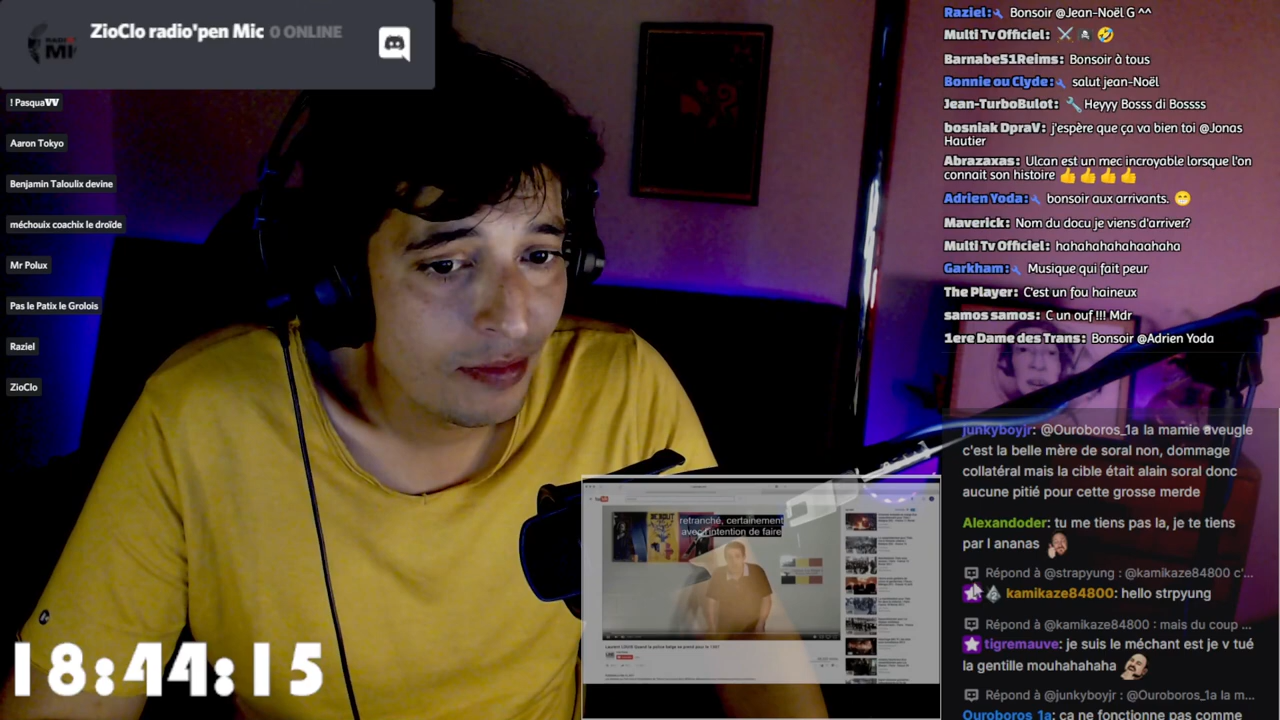 ZioClo radio'pen Mic 0 ONLINE
MI
! PasquaVV
Aaron Tokyo
Benjamin Taloulix devine
méchouix coachix le droïde
Mr Polux
Pas le Patix le Grolois
Raziel
ZioClo
18:44:15
Raziel: Bonsoir @Jean-Noël G ^^
Multi Tv Officiel: ⚔ ☠ 🤣
Barnabe51Reims: Bonsoir à tous
Bonnie ou Clyde: salut jean-Noël
Jean-TurboBulot: 🔧Heyyy Bosss di Bossss
bosniak DpraV: j'espère que ça va bien toi @Jonas
Hautier
Abrazaxas: Ulcan est un mec incroyable lorsque l'on
connait son histoire 👍👍👍👍
Adrien Yoda: bonsoir aux arrivants. 😁
Maverick: Nom du docu je viens d'arriver?
Multi Tv Officiel: hahahahahaahaha
Garkham: Musique qui fait peur
The Player: C'est un fou haineux
samos samos: C un ouf !!! Mdr
1ere Dame des Trans: Bonsoir @Adrien Yoda
junkyboyjr: @Ouroboros_1a la mamie aveugle
c'est la belle mère de soral non, dommage
collatéral mais la cible était alain soral donc
aucune pitié pour cette grosse merde
Alexandoder: tu me tiens pas la, je te tiens
par l ananas
Répond à @strapyung : @kamikaze84800 c'...
kamikaze84800: hello strpyung
Répond à @kamikaze84800 : mais du coup ...
tigremauve: je suis le méchant est je v tué
la gentille mouhahahaha
Répond à @junkyboyjr : @Ouroboros_1a la m...
Ouroboros_1a: ça ne fonctionne pas comme
retranché, certainement
avec l'intention de faire